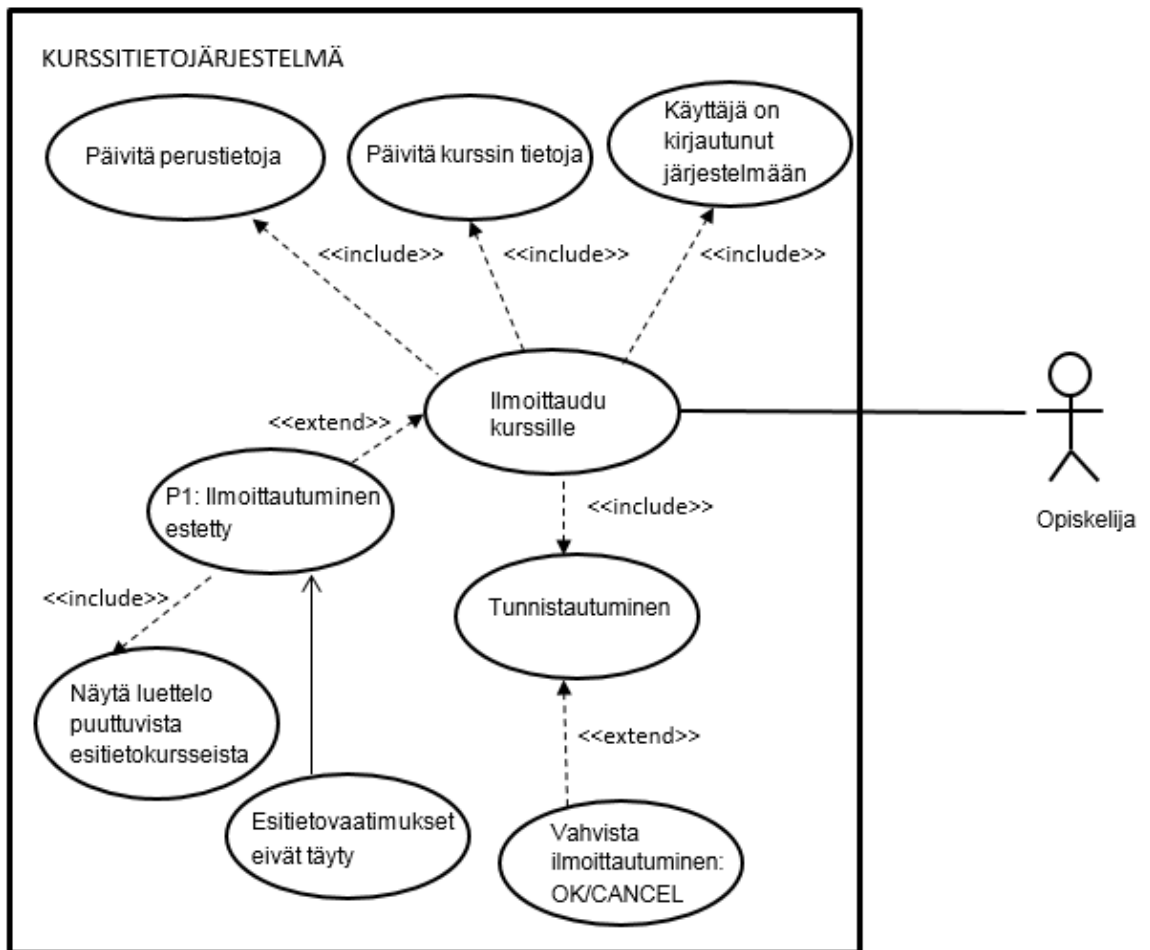 KURSSITIETOJÄRJESTELMÄ
Päivitä perustietoja
Päivitä kurssin tietoja
Käyttäjä on
kirjautunut
järjestelmään
<<include>>
<<include>>
<<include>>
Ilmoittaudu
kurssille
<<extend>>
P1: Ilmoittautuminen
estetty
<<include>>
Opiskelija
<<include>>
Tunnistautuminen
Näytä luettelo
puuttuvista
esitietokursseista
<<extend>>
Esitietovaatimukset
eivät täyty
Vahvista
ilmoittautuminen:
OK/CANCEL